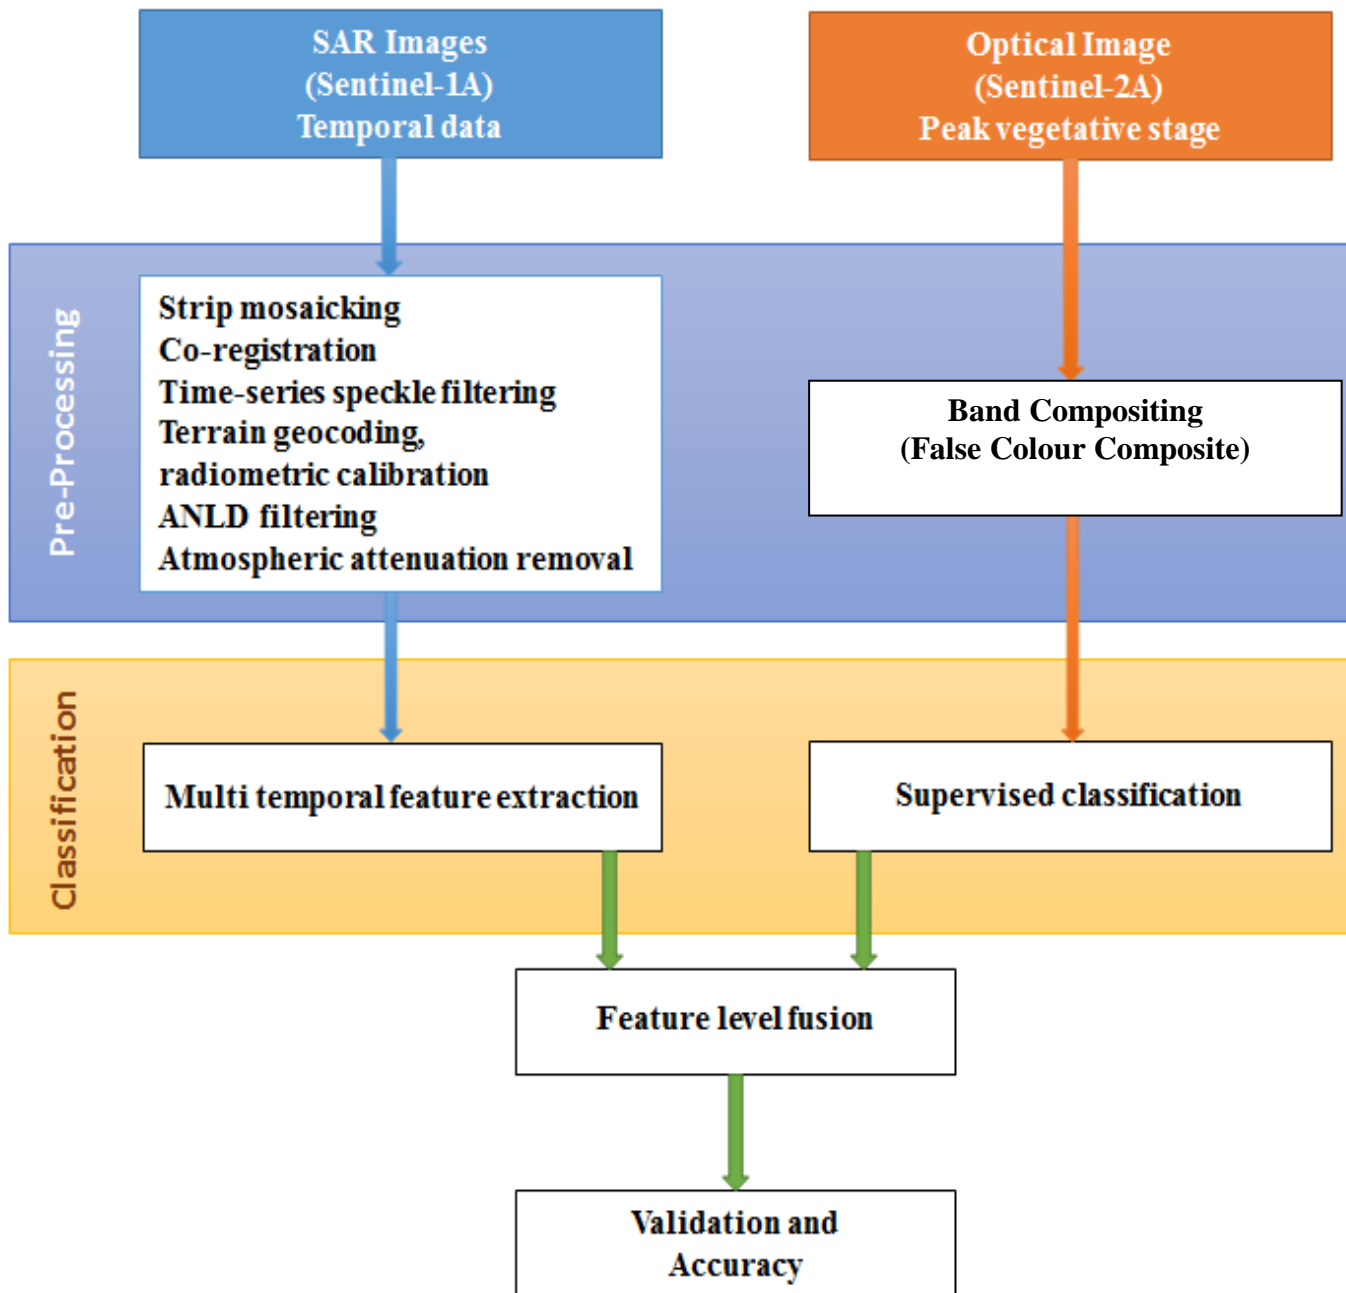 SAR Images
(Sentinel-1A)
Temporal data
Optical Image
(Sentinel-2A)
Peak vegetative stage
Pre-Processing
Strip mosaicking
Co-registration
Time-series speckle filtering
Terrain geocoding,
radiometric calibration
ANLD filtering
Atmospheric attenuation removal
Band Compositing
(False Colour Composite)
Classification
Multi temporal feature extraction
Supervised classification
Feature level fusion
Validation and
Accuracy